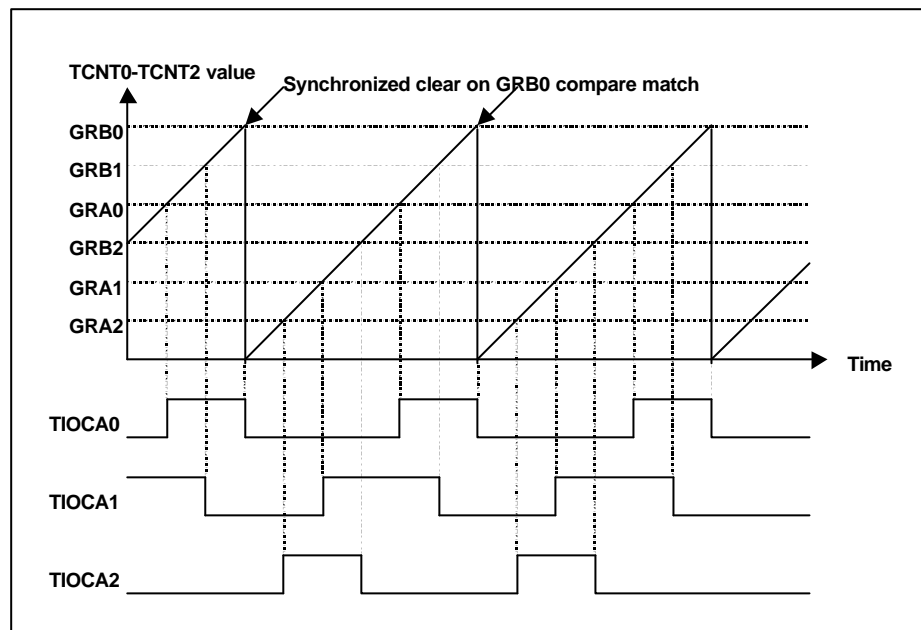 TCNT0-TCNT2 value
Synchronized clear on GRB0 compare match
GRB0
GRB1
GRA0
GRB2
GRA1
GRA2
Time
TIOCA0
TIOCA1
TIOCA2